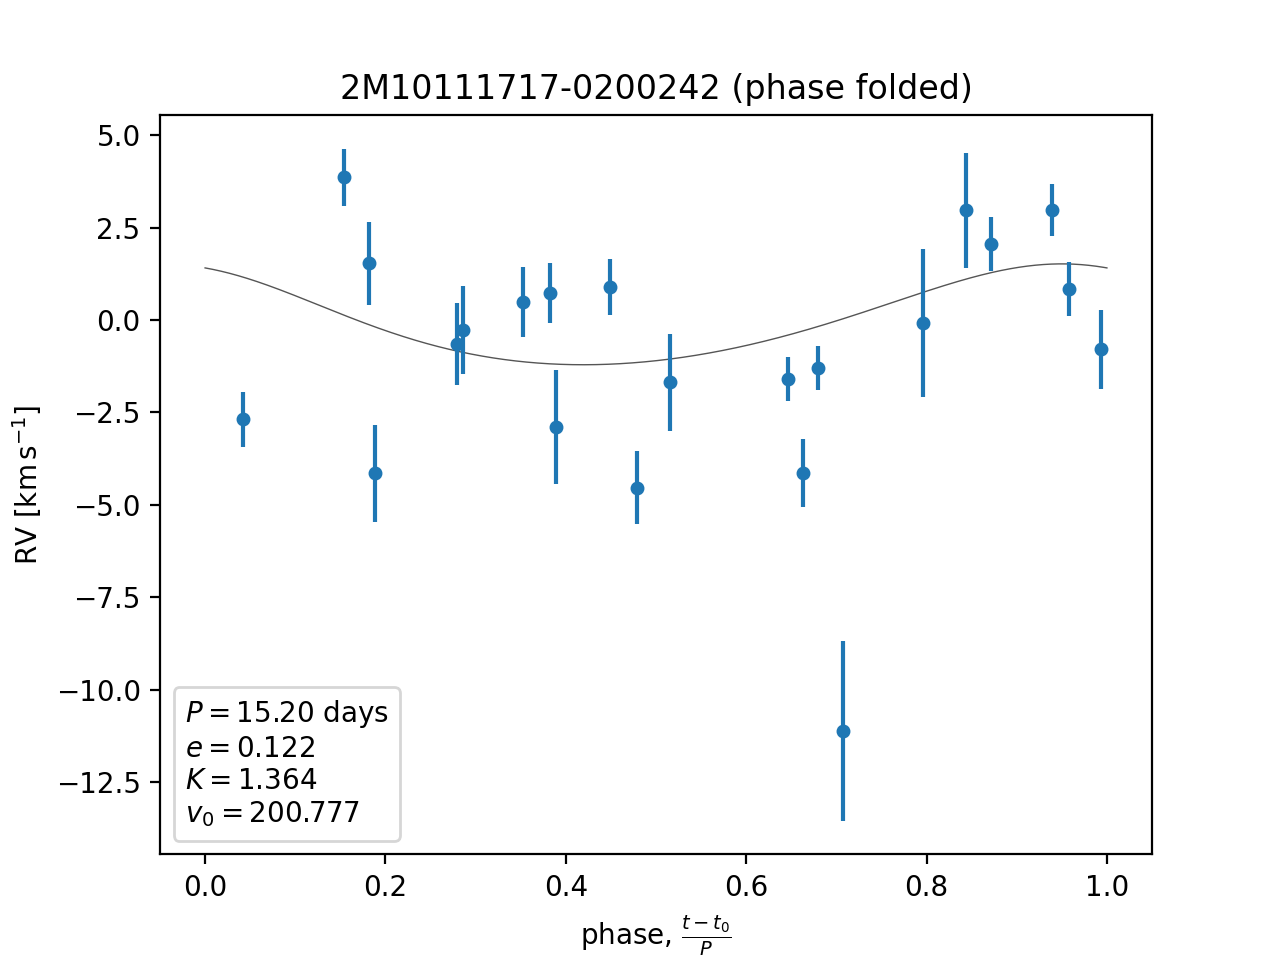 2M10111717-0200242 (phase folded)
RV [km s⁻¹]
5.0
2.5
0.0
−2.5
−5.0
−7.5
−10.0
−12.5
P = 15.20 days
e = 0.122
K = 1.364
v₀ = 200.777
0.0 0.2 0.4 0.6 0.8 1.0
phase, (t − t₀)/P